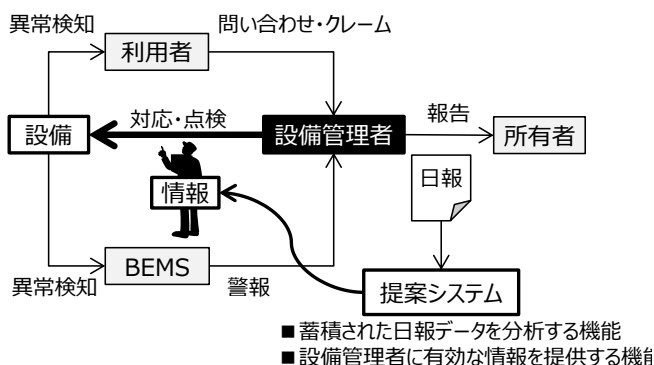 異常検知
問い合わせ・クレーム
利用者
対応・点検
報告
設備
設備管理者
所有者
日報
情報
BEMS
異常検知
警報
提案システム
■ 蓄積された日報データを分析する機能
■ 設備管理者に有効な情報を提供する機能